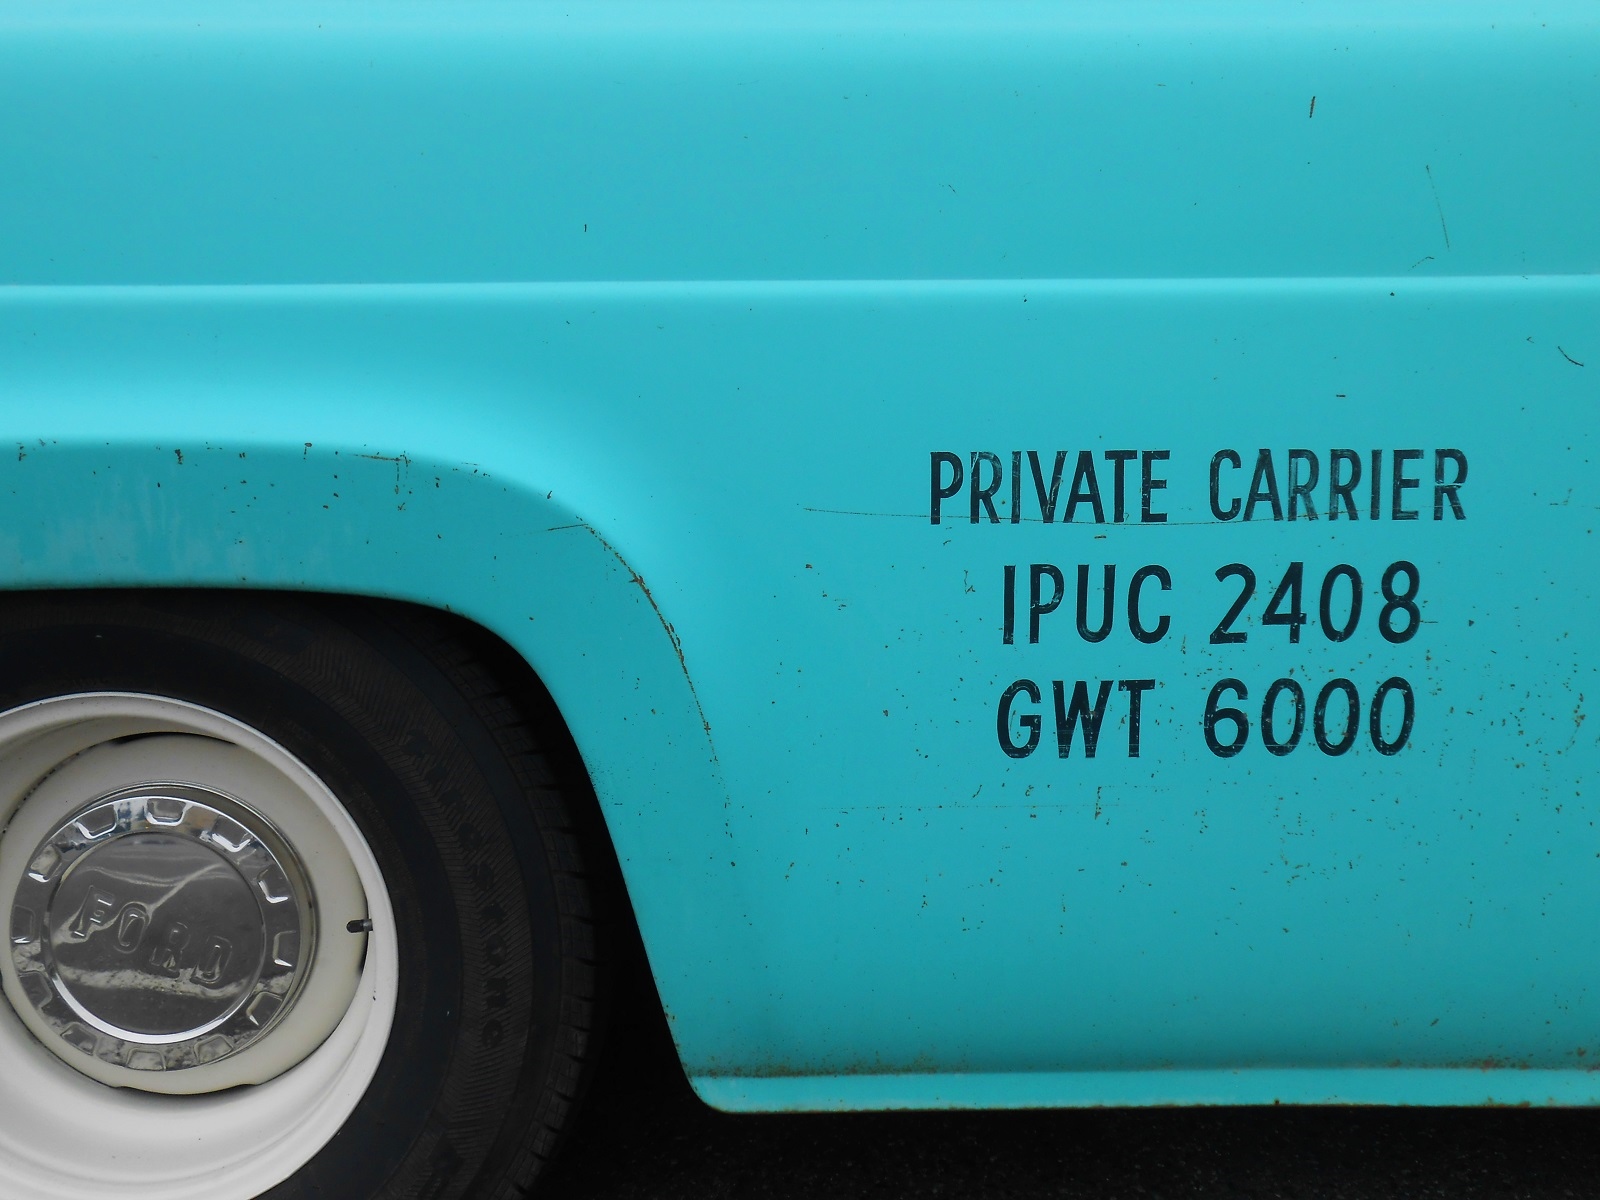 PRIVATE CARRIER
IPUC 2408
GWT 6000
FORD